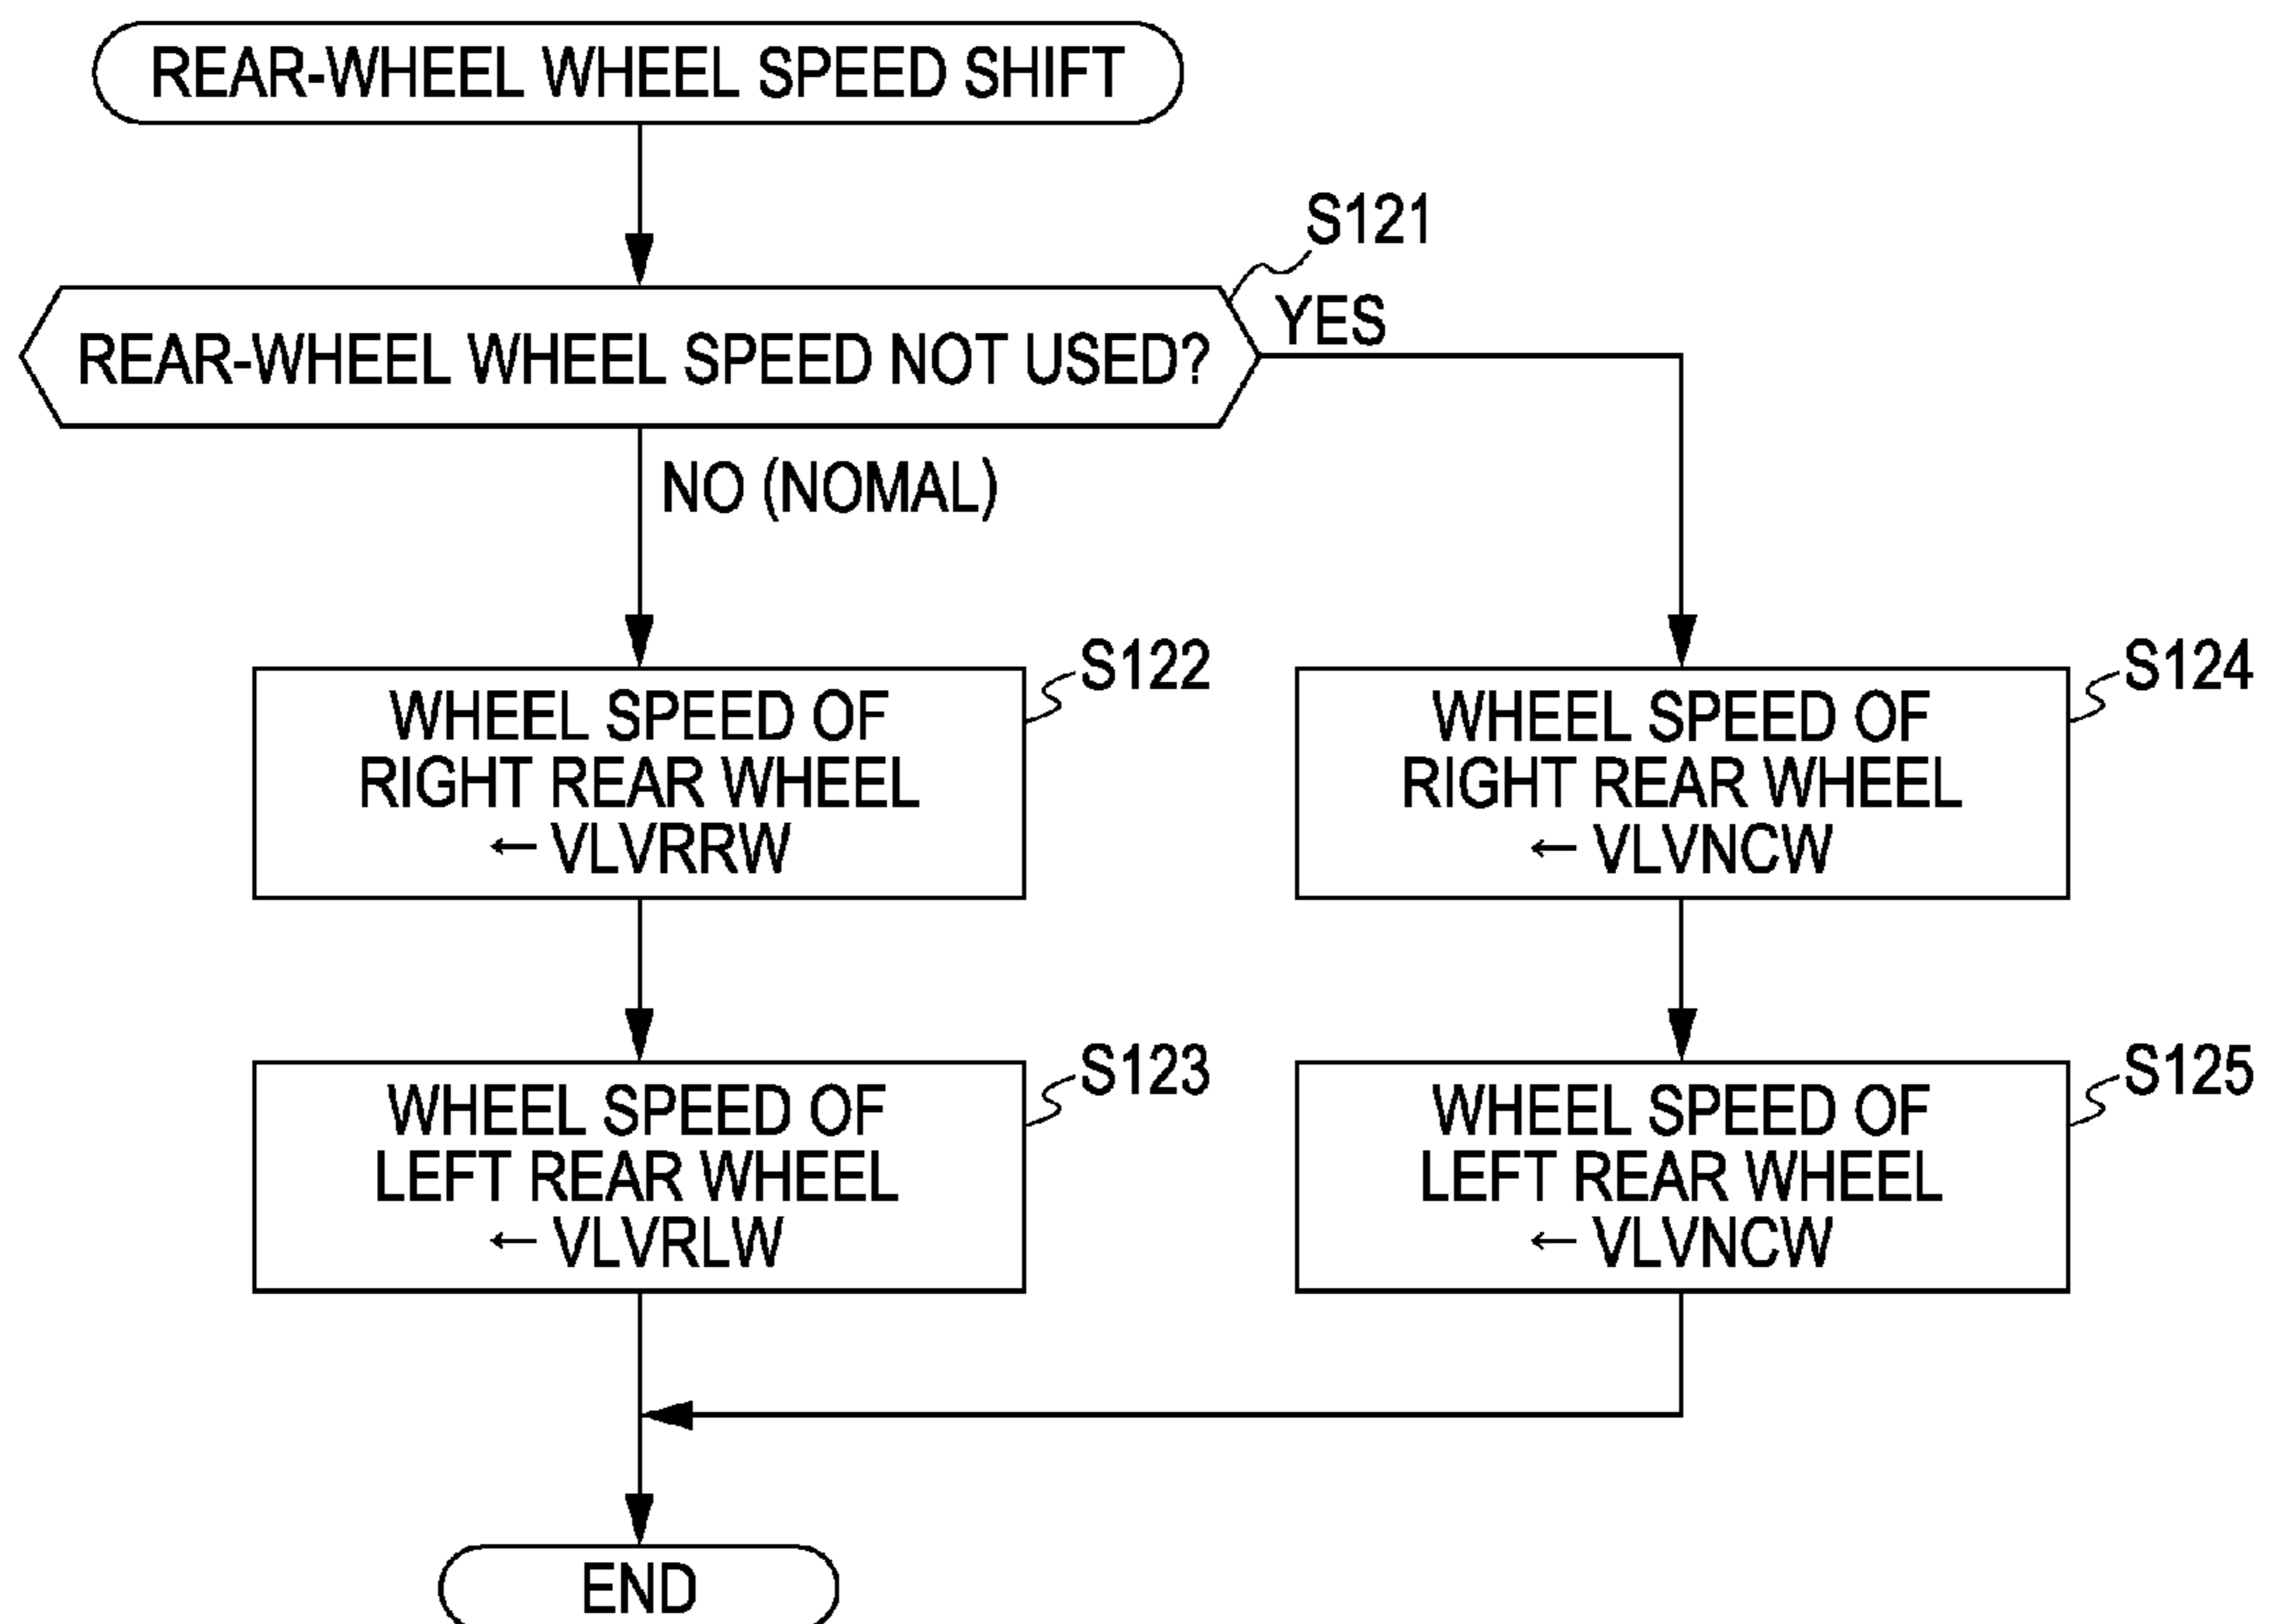 REAR-WHEEL WHEEL SPEED SHIFT
S121
REAR-WHEEL WHEEL SPEED NOT USED?
YES
NO (NOMAL)
S122
WHEEL SPEED OF
RIGHT REAR WHEEL
← VLVRRW
S124
WHEEL SPEED OF
RIGHT REAR WHEEL
← VLVNCW
S123
WHEEL SPEED OF
LEFT REAR WHEEL
← VLVRLW
S125
WHEEL SPEED OF
LEFT REAR WHEEL
← VLVNCW
END